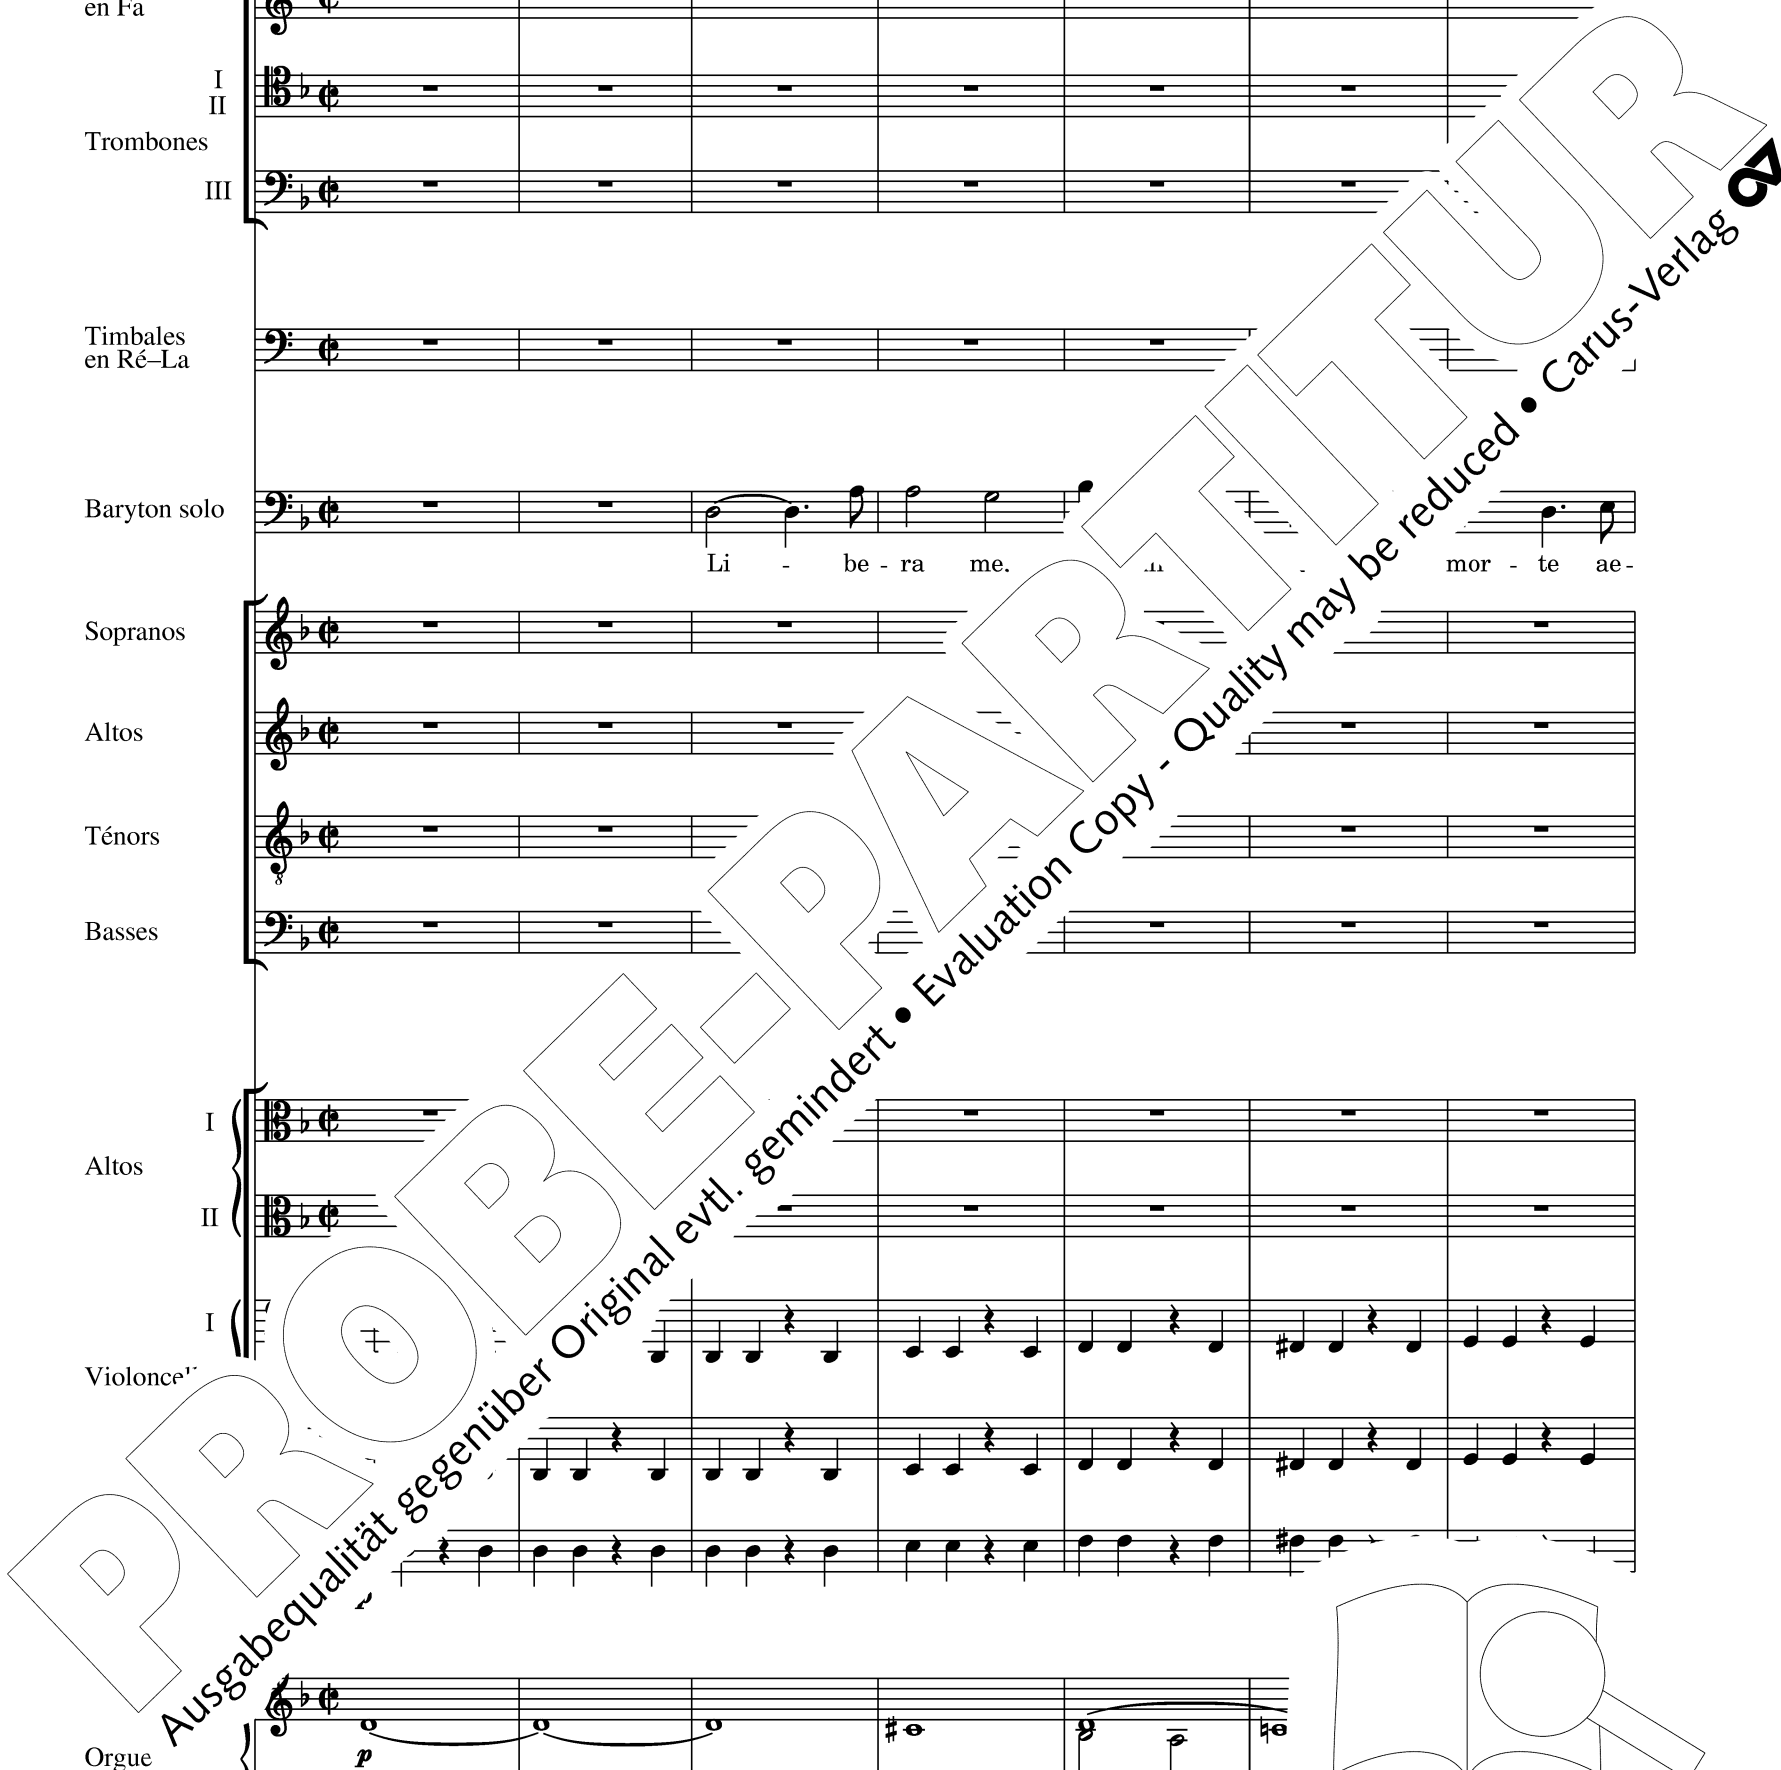 en Fa
I
II
Trombones
III
Timbales
en Ré–La
Baryton solo
Li - be - ra me,
mor - te ae -
Sopranos
Altos
Ténors
8
Basses
I
Altos
II
I
p
Orgue
PROBE-PARTITUR
Ausgabequalität gegenüber Original evtl. gemindert • Evaluation Copy - Quality may be reduced • Carus-Verlag